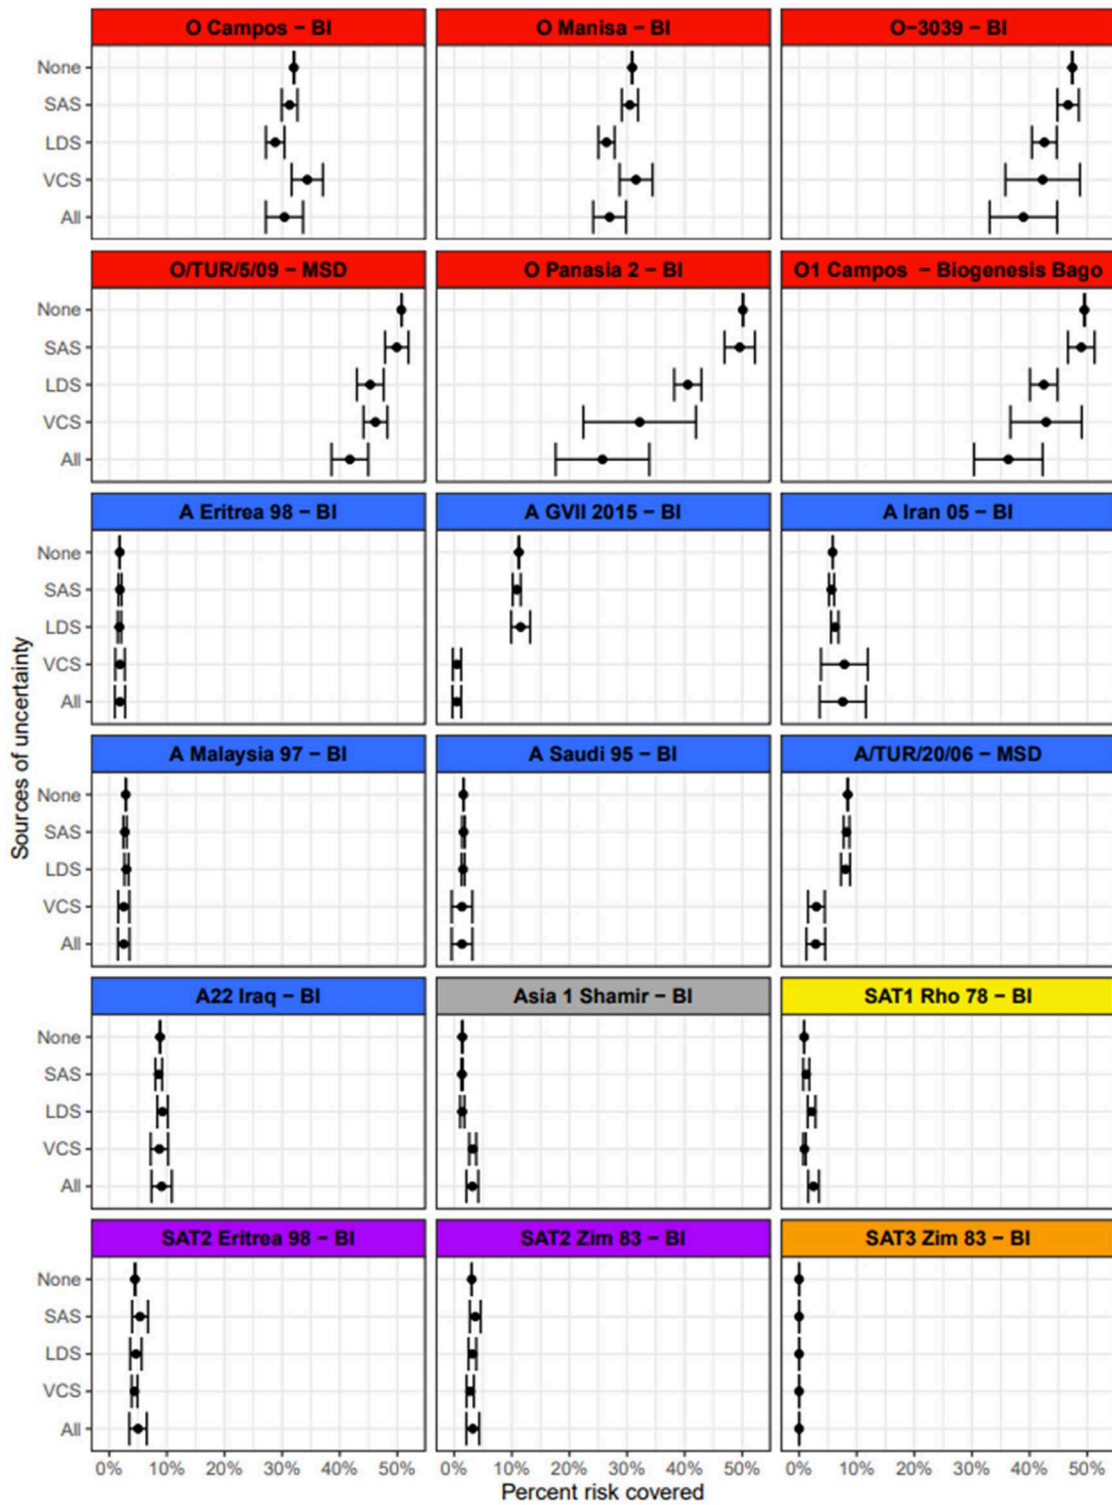 O Campos − BI
O Manisa − BI
O−3039 − BI
None
SAS
LDS
VCS
All
O/TUR/5/09 − MSD
O Panasia 2 − BI
O1 Campos − Biogenesis Bago
None
SAS
LDS
VCS
All
A Eritrea 98 − BI
A GVII 2015 − BI
A Iran 05 − BI
None
SAS
LDS
VCS
All
Sources of uncertainty
A Malaysia 97 − BI
A Saudi 95 − BI
A/TUR/20/06 − MSD
None
SAS
LDS
VCS
All
A22 Iraq − BI
Asia 1 Shamir − BI
SAT1 Rho 78 − BI
None
SAS
LDS
VCS
All
SAT2 Eritrea 98 − BI
SAT2 Zim 83 − BI
SAT3 Zim 83 − BI
None
SAS
LDS
VCS
All
0% 10% 20% 30% 40% 50%
0% 10% 20% 30% 40% 50%
0% 10% 20% 30% 40% 50%
Percent risk covered